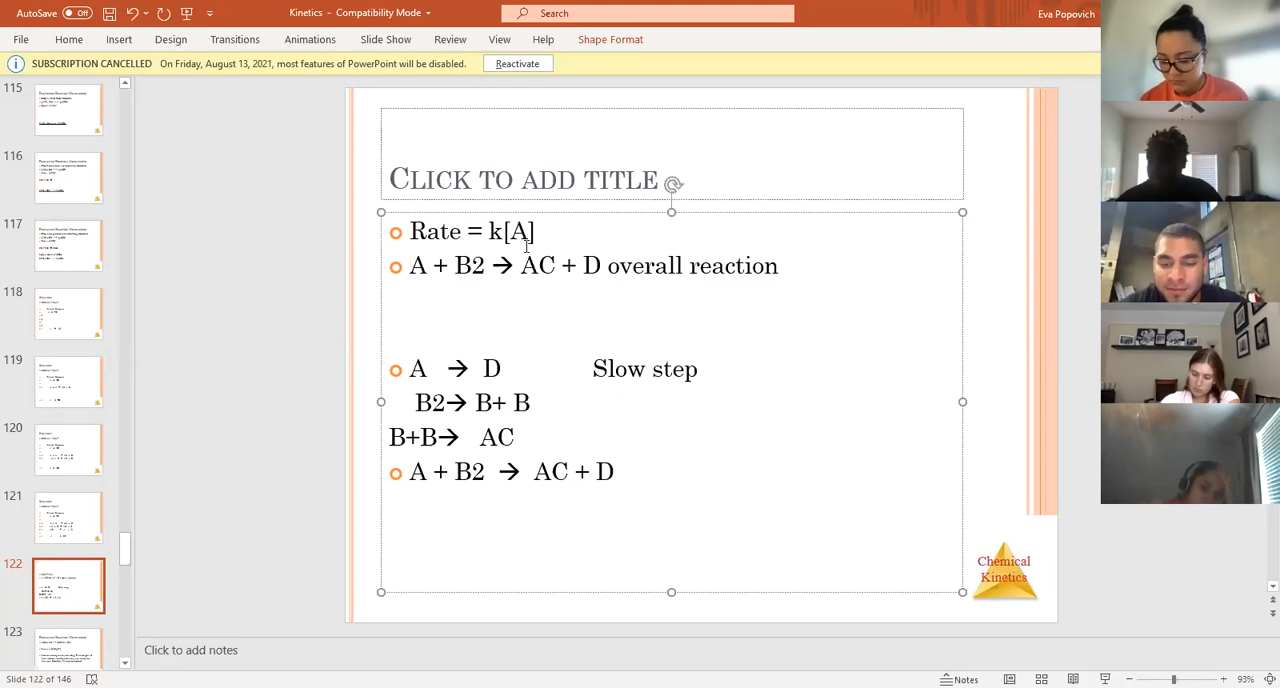 AutoSave Off Kinetics - Compatibility Mode Search Eva Popovich
File Home Insert Design Transitions Animations Slide Show Review View Help Shape Format
SUBSCRIPTION CANCELLED On Friday, August 13, 2021, most features of PowerPoint will be disabled. Reactivate
115
116
117
118
119
120
121
122
123
CLICK TO ADD TITLE
Rate = k[A]
A + B2 → AC + D overall reaction
A → D Slow step
B2→ B+ B
B+B→ AC
A + B2 → AC + D
Chemical
Kinetics
Click to add notes
Slide 122 of 146 Notes 93%